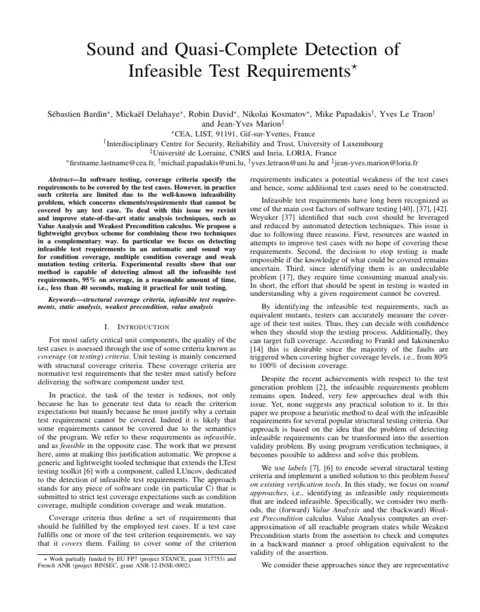 Sound and Quasi-Complete Detection of
Infeasible Test Requirements⋆
Sébastien Bardin∗, Mickaël Delahaye∗, Robin David∗, Nikolai Kosmatov∗, Mike Papadakis†, Yves Le Traon†
and Jean-Yves Marion‡
∗CEA, LIST, 91191, Gif-sur-Yvettes, France
†Interdisciplinary Centre for Security, Reliability and Trust, University of Luxembourg
‡Université de Lorraine, CNRS and Inria, LORIA, France
∗firstname.lastname@cea.fr, †michail.papadakis@uni.lu, †yves.letraon@uni.lu and ‡jean-yves.marion@loria.fr
Abstract—In software testing, coverage criteria specify the
requirements to be covered by the test cases. However, in practice
such criteria are limited due to the well-known infeasibility
problem, which concerns elements/requirements that cannot be
covered by any test case. To deal with this issue we revisit
and improve state-of-the-art static analysis techniques, such as
Value Analysis and Weakest Precondition calculus. We propose a
lightweight greybox scheme for combining these two techniques
in a complementary way. In particular we focus on detecting
infeasible test requirements in an automatic and sound way
for condition coverage, multiple condition coverage and weak
mutation testing criteria. Experimental results show that our
method is capable of detecting almost all the infeasible test
requirements, 95% on average, in a reasonable amount of time,
i.e., less than 40 seconds, making it practical for unit testing.
Keywords—structural coverage criteria, infeasible test require-
ments, static analysis, weakest precondition, value analysis
I. INTRODUCTION
For most safety critical unit components, the quality of the
test cases is assessed through the use of some criteria known as
coverage (or testing) criteria. Unit testing is mainly concerned
with structural coverage criteria. These coverage criteria are
normative test requirements that the tester must satisfy before
delivering the software component under test.
In practice, the task of the tester is tedious, not only
because he has to generate test data to reach the criterion
expectations but mainly because he must justify why a certain
test requirement cannot be covered. Indeed it is likely that
some requirements cannot be covered due to the semantics
of the program. We refer to these requirements as infeasible,
and as feasible in the opposite case. The work that we present
here, aims at making this justification automatic. We propose a
generic and lightweight tooled technique that extends the LTest
testing toolkit [6] with a component, called LUncov, dedicated
to the detection of infeasible test requirements. The approach
stands for any piece of software code (in particular C) that is
submitted to strict test coverage expectations such as condition
coverage, multiple condition coverage and weak mutation.
Coverage criteria thus define a set of requirements that
should be fulfilled by the employed test cases. If a test case
fulfills one or more of the test criterion requirements, we say
that it covers them. Failing to cover some of the criterion
⋆ Work partially funded by EU FP7 (project STANCE, grant 317753) and
French ANR (project BINSEC, grant ANR-12-INSE-0002).
requirements indicates a potential weakness of the test cases
and hence, some additional test cases need to be constructed.
Infeasible test requirements have long been recognized as
one of the main cost factors of software testing [40], [37], [42].
Weyuker [37] identified that such cost should be leveraged
and reduced by automated detection techniques. This issue is
due to following three reasons. First, resources are wasted in
attempts to improve test cases with no hope of covering these
requirements. Second, the decision to stop testing is made
impossible if the knowledge of what could be covered remains
uncertain. Third, since identifying them is an undecidable
problem [17], they require time consuming manual analysis.
In short, the effort that should be spent in testing is wasted in
understanding why a given requirement cannot be covered.
By identifying the infeasible test requirements, such as
equivalent mutants, testers can accurately measure the cover-
age of their test suites. Thus, they can decide with confidence
when they should stop the testing process. Additionally, they
can target full coverage. According to Frankl and Iakounenko
[14] this is desirable since the majority of the faults are
triggered when covering higher coverage levels, i.e., from 80%
to 100% of decision coverage.
Despite the recent achievements with respect to the test
generation problem [2], the infeasible requirements problem
remains open. Indeed, very few approaches deal with this
issue. Yet, none suggests any practical solution to it. In this
paper we propose a heuristic method to deal with the infeasible
requirements for several popular structural testing criteria. Our
approach is based on the idea that the problem of detecting
infeasible requirements can be transformed into the assertion
validity problem. By using program verification techniques, it
becomes possible to address and solve this problem.
We use labels [7], [6] to encode several structural testing
criteria and implement a unified solution to this problem based
on existing verification tools. In this study, we focus on sound
approaches, i.e., identifying as infeasible only requirements
that are indeed infeasible. Specifically, we consider two meth-
ods, the (forward) Value Analysis and the (backward) Weak-
est Precondition calculus. Value Analysis computes an over-
approximation of all reachable program states while Weakest
Precondition starts from the assertion to check and computes
in a backward manner a proof obligation equivalent to the
validity of the assertion.
We consider these approaches since they are representative